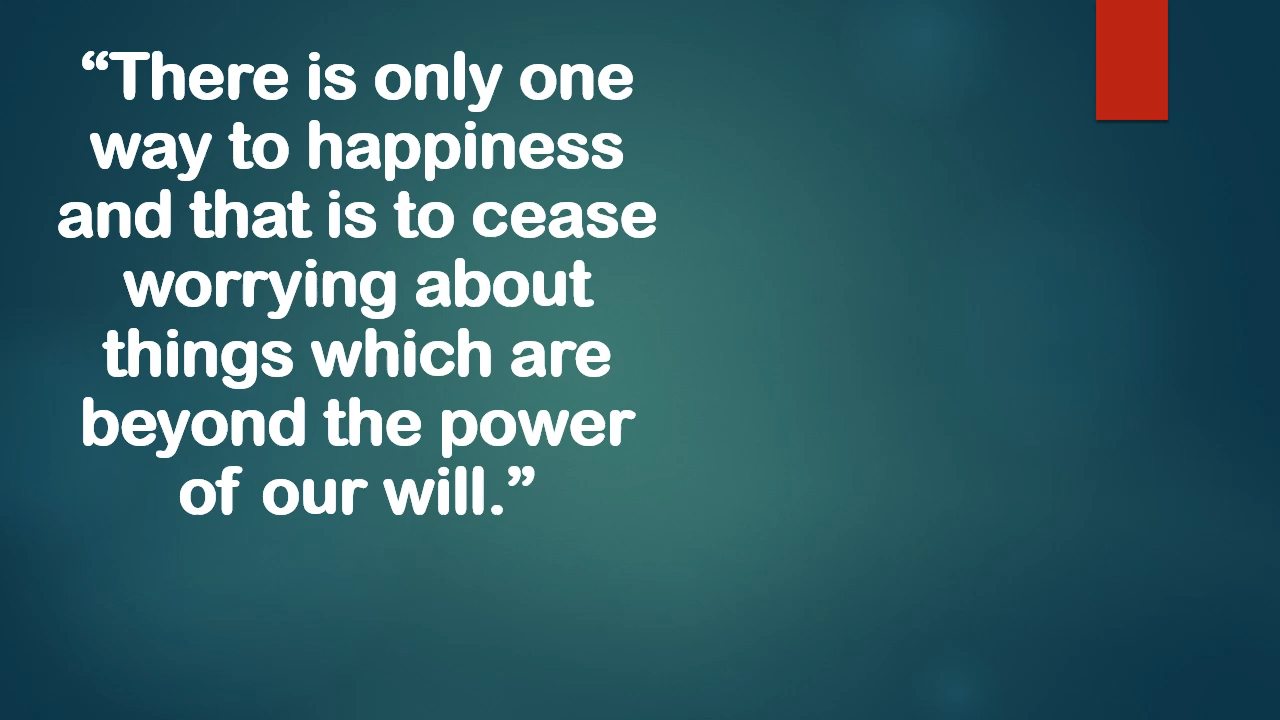 “There is only one
way to happiness
and that is to cease
worrying about
things which are
beyond the power
of our will.”